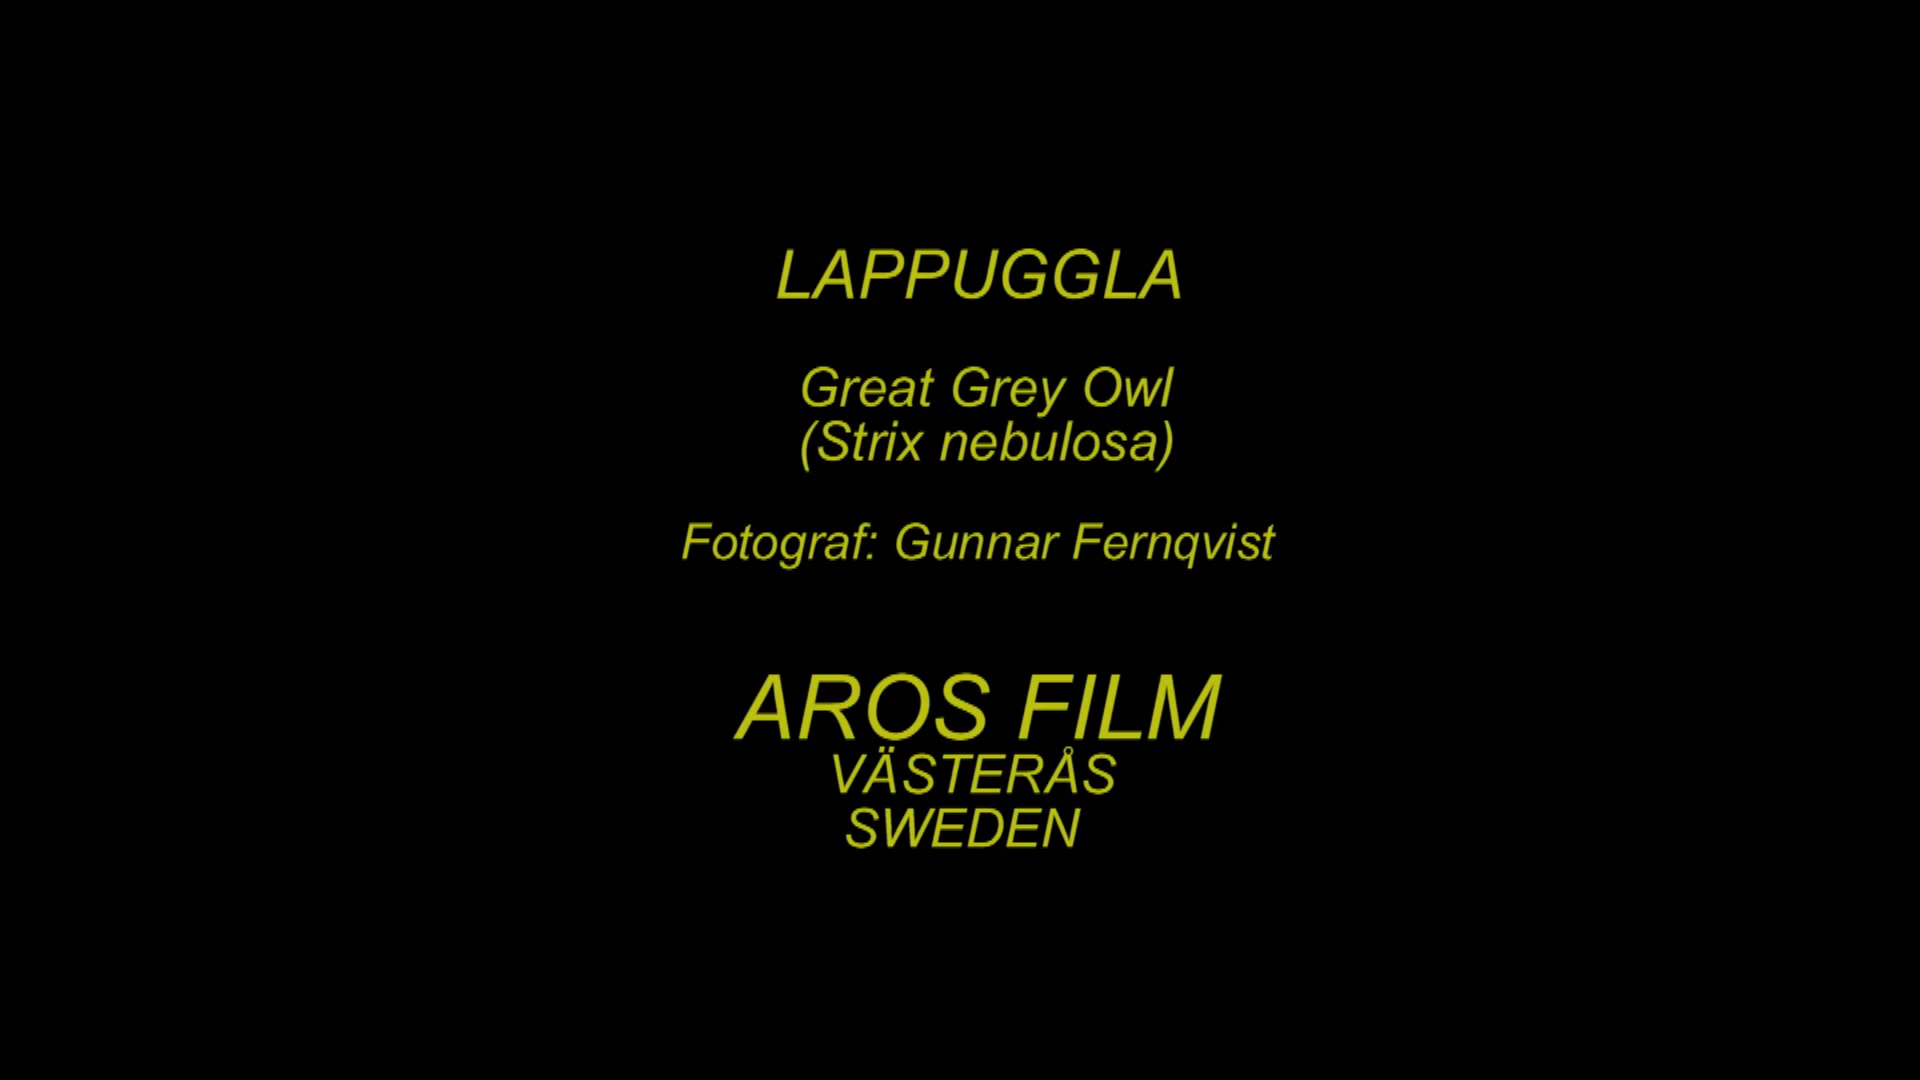 LAPPUGGLA
Great Grey Owl
(Strix nebulosa)
Fotograf: Gunnar Fernqvist
AROS FILM
VÄSTERÅS
SWEDEN